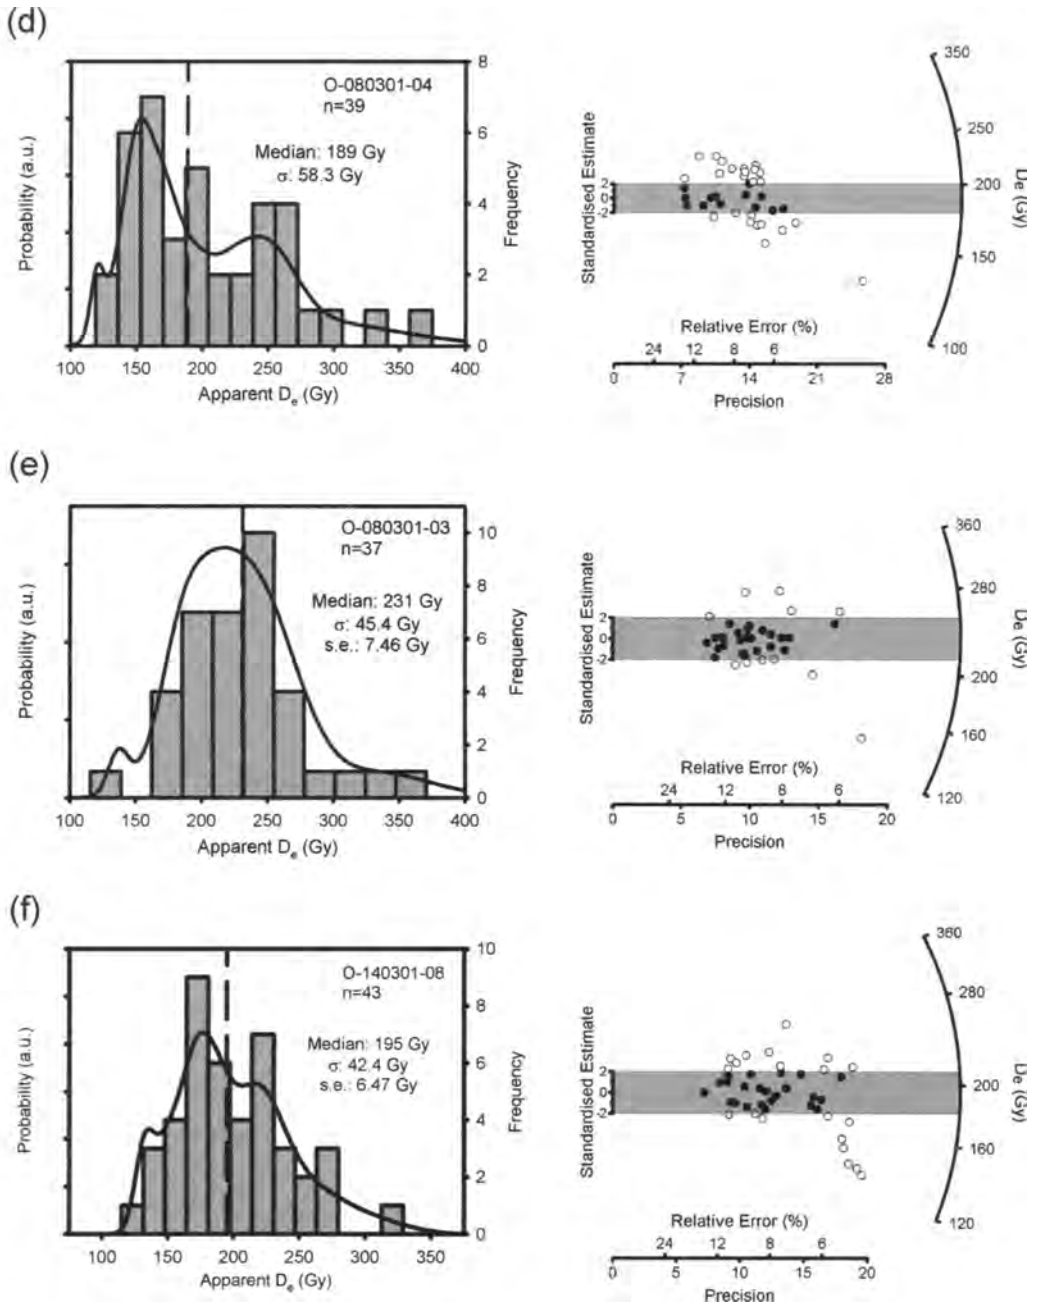 (d)
8
6
4
2
0
Probability (a.u.)
Frequency
O-080301-04
n=39
Median: 189 Gy
σ: 58.3 Gy
100 150 200 250 300 350 400
Apparent De (Gy)
Standardised Estimate
2
0
-2
350
250
200
150
100
De (Gy)
Relative Error (%)
24 12 8 6
0 7 14 21 28
Precision
(e)
10
8
6
4
2
0
Probability (a.u.)
Frequency
O-080301-03
n=37
Median: 231 Gy
σ: 45.4 Gy
s.e.: 7.46 Gy
100 150 200 250 300 350 400
Apparent De (Gy)
Standardised Estimate
2
0
-2
360
280
200
160
120
De (Gy)
Relative Error (%)
24 12 8 6
0 5 10 15 20
Precision
(f)
10
8
6
4
2
0
Probability (a.u.)
Frequency
O-140301-08
n=43
Median: 195 Gy
σ: 42.4 Gy
s.e.: 6.47 Gy
100 150 200 250 300 350
Apparent De (Gy)
Standardised Estimate
2
0
-2
360
280
200
160
120
De (Gy)
Relative Error (%)
24 12 8 6
0 5 10 15 20
Precision